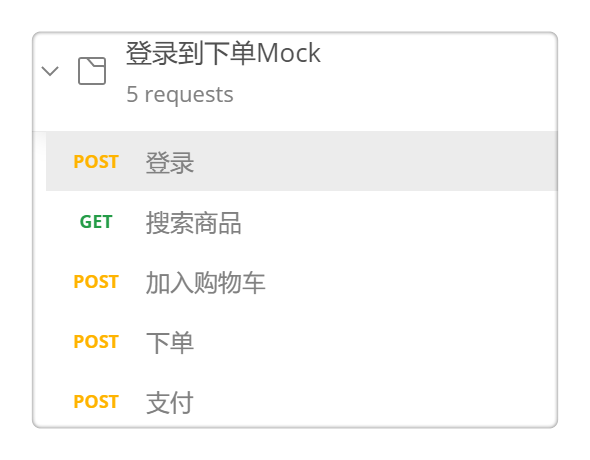 登录到下单Mock
5 requests
POST 登录
GET 搜索商品
POST 加入购物车
POST 下单
POST 支付